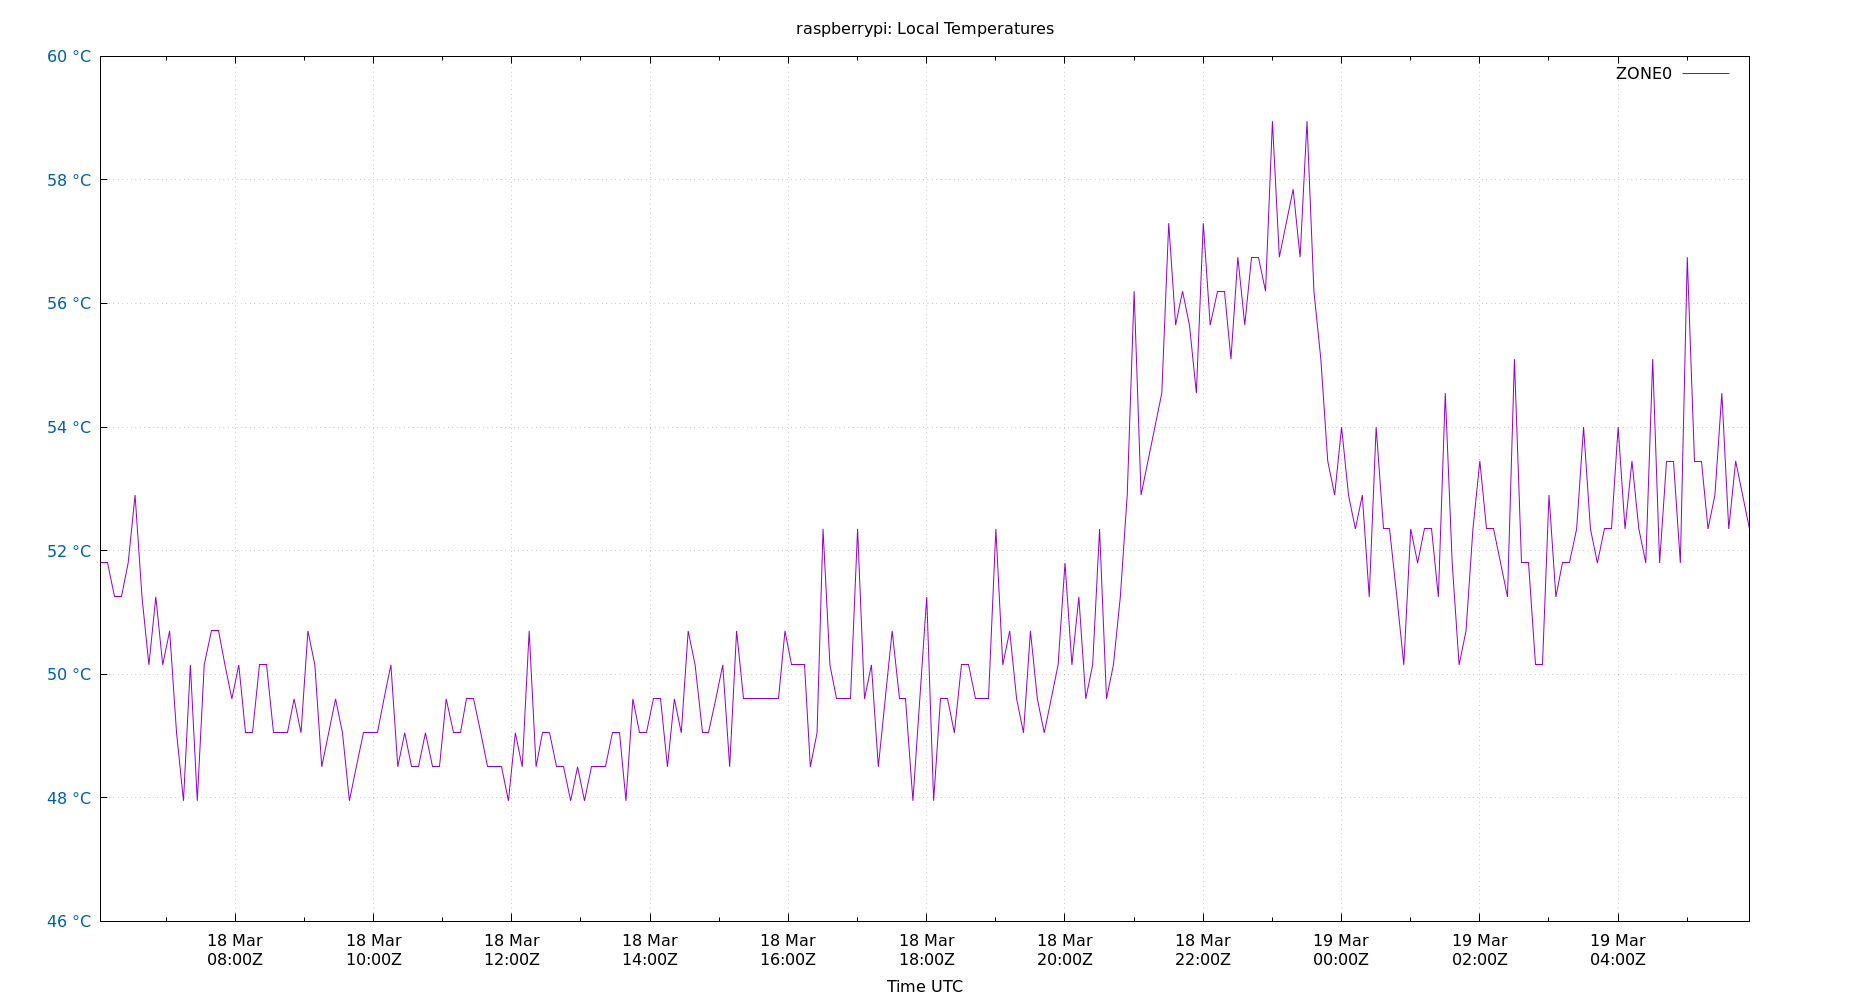 raspberrypi: Local Temperatures
60 °C
ZONE0
58 °C
56 °C
54 °C
52 °C
50 °C
48 °C
46 °C
18 Mar 18 Mar 18 Mar 18 Mar 18 Mar 18 Mar 18 Mar 18 Mar 19 Mar 19 Mar 19 Mar
08:00Z 10:00Z 12:00Z 14:00Z 16:00Z 18:00Z 20:00Z 22:00Z 00:00Z 02:00Z 04:00Z
Time UTC